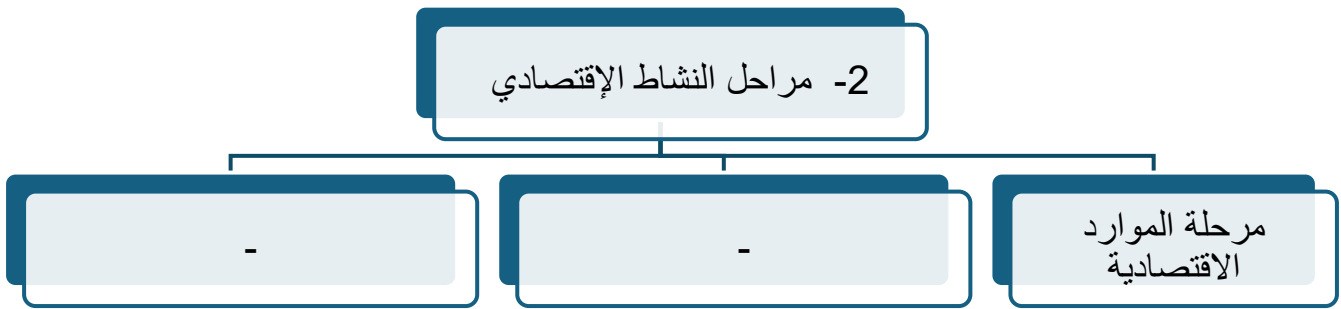 2- مراحل النشاط الإقتصادي
مرحلة الموارد
الاقتصادية
-
-